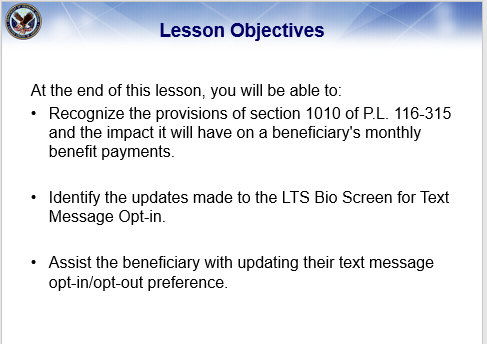 Lesson Objectives
At the end of this lesson, you will be able to:
• Recognize the provisions of section 1010 of P.L. 116-315
and the impact it will have on a beneficiary's monthly
benefit payments.
• Identify the updates made to the LTS Bio Screen for Text
Message Opt-in.
• Assist the beneficiary with updating their text message
opt-in/opt-out preference.